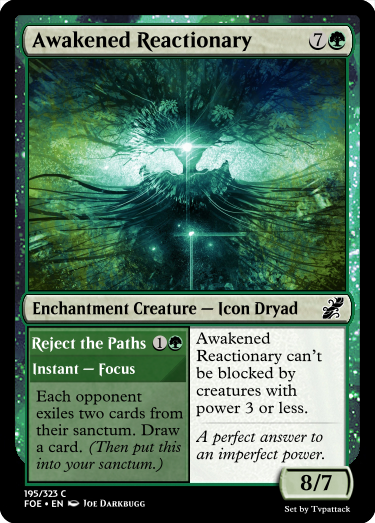 Awakened Reactionary 7
Enchantment Creature — Icon Dryad
Reject the Paths 1
Instant — Focus
Each opponent
exiles two cards from
their sanctum. Draw
a card. (Then put this
into your sanctum.)
Awakened
Reactionary can't
be blocked by
creatures with
power 3 or less.
A perfect answer to
an imperfect power.
8/7
195/323 C
FOE • EN Joe Darkbugg
Set by Tvpattack